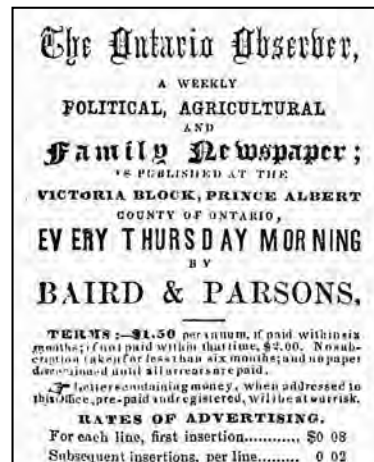 The Ontario Observer,
A WEEKLY
POLITICAL, AGRICULTURAL
AND
Family Newspaper;
IS PUBLISHED AT THE
VICTORIA BLOCK, PRINCE ALBERT
COUNTY OF ONTARIO,
EVERY THURSDAY MORNING
BY
BAIRD & PARSONS,
TERMS:—$1.50 per annum, if paid within six
months; if not paid within that time, $2.00. No sub-
cription taken for less than six months; and no paper
discontinued until all arrears are paid.
☞ Letters containing money, when addressed to
this Office, pre-paid and registered, will be at our risk.
RATES OF ADVERTISING.
For each line, first insertion............ $0 08
Subsequent insertions, per line......... 0 02